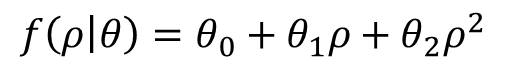 f(ρ|θ) = θ₀ + θ₁ρ + θ₂ρ²